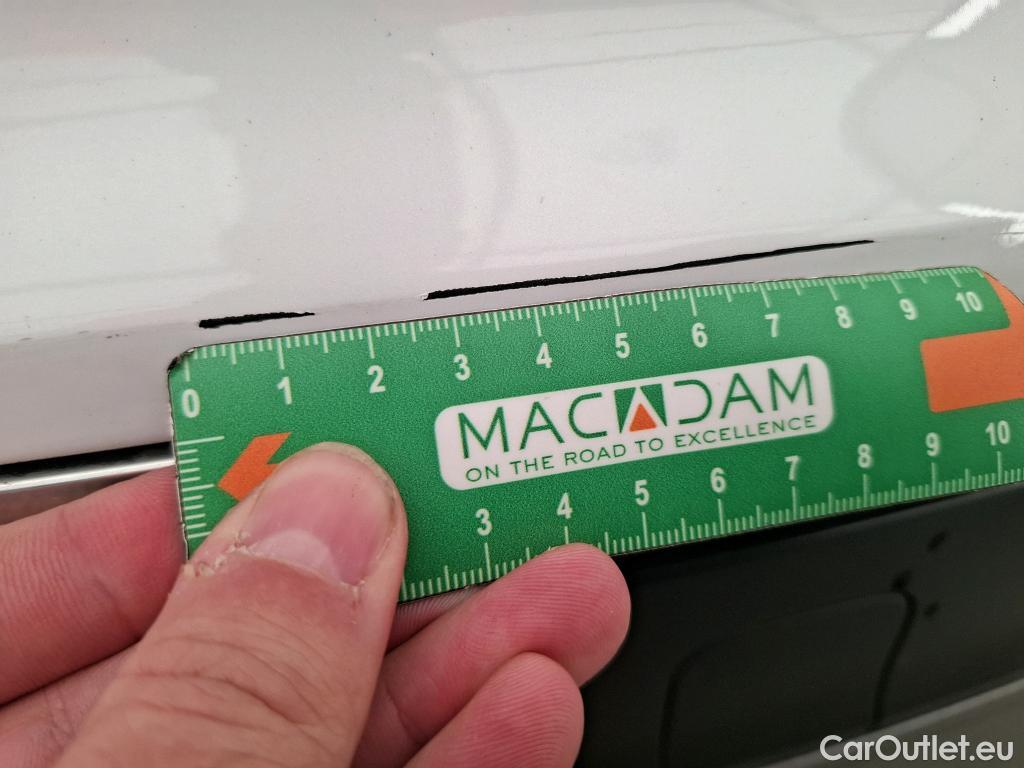 0 1 2 3 4 5 6 7 8 9 10
MACADAM
ON THE ROAD TO EXCELLENCE
3 4 5 6 7 8 9 10
CarOutlet.eu